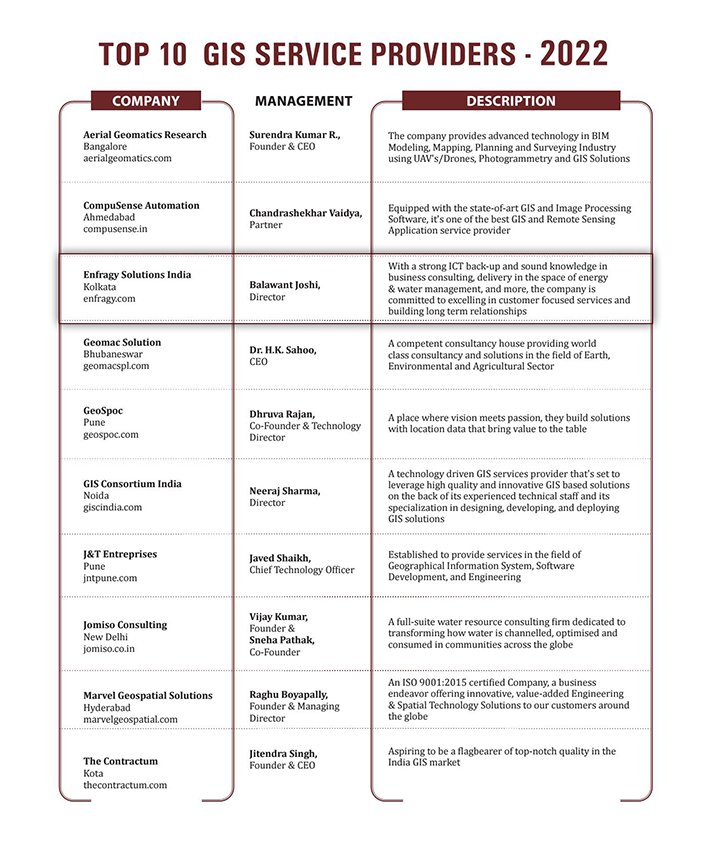 TOP 10 GIS SERVICE PROVIDERS - 2022
COMPANY
MANAGEMENT
DESCRIPTION
Aerial Geomatics Research
Bangalore
aerialgeomatics.com
Surendra Kumar R.,
Founder & CEO
The company provides advanced technology in BIM
Modeling, Mapping, Planning and Surveying Industry
using UAV's/Drones, Photogrammetry and GIS Solutions
CompuSense Automation
Ahmedabad
compusense.in
Chandrashekhar Vaidya,
Partner
Equipped with the state-of-art GIS and Image Processing
Software, it's one of the best GIS and Remote Sensing
Application service provider
Enfragy Solutions India
Kolkata
enfragy.com
Balawant Joshi,
Director
With a strong ICT back-up and sound knowledge in
business consulting, delivery in the space of energy
& water management, and more, the company is
committed to excelling in customer focused services and
building long term relationships
Geomac Solution
Bhubaneswar
geomacspl.com
Dr. H.K. Sahoo,
CEO
A competent consultancy house providing world
class consultancy and solutions in the field of Earth,
Environmental and Agricultural Sector
GeoSpoc
Pune
geospoc.com
Dhruva Rajan,
Co-Founder & Technology
Director
A place where vision meets passion, they build solutions
with location data that bring value to the table
GIS Consortium India
Noida
giscindia.com
Neeraj Sharma,
Director
A technology driven GIS services provider that's set to
leverage high quality and innovative GIS based solutions
on the back of its experienced technical staff and its
specialization in designing, developing, and deploying
GIS solutions
J&T Entreprises
Pune
jntpune.com
Javed Shaikh,
Chief Technology Officer
Established to provide services in the field of
Geographical Information System, Software
Development, and Engineering
Jomiso Consulting
New Delhi
jomiso.co.in
Vijay Kumar,
Founder &
Sneha Pathak,
Co-Founder
A full-suite water resource consulting firm dedicated to
transforming how water is channelled, optimised and
consumed in communities across the globe
Marvel Geospatial Solutions
Hyderabad
marvelgeospatial.com
Raghu Boyapally,
Founder & Managing
Director
An ISO 9001:2015 certified Company, a business
endeavor offering innovative, value-added Engineering
& Spatial Technology Solutions to our customers around
the globe
The Contractum
Kota
thecontractum.com
Jitendra Singh,
Founder & CEO
Aspiring to be a flagbearer of top-notch quality in the
India GIS market